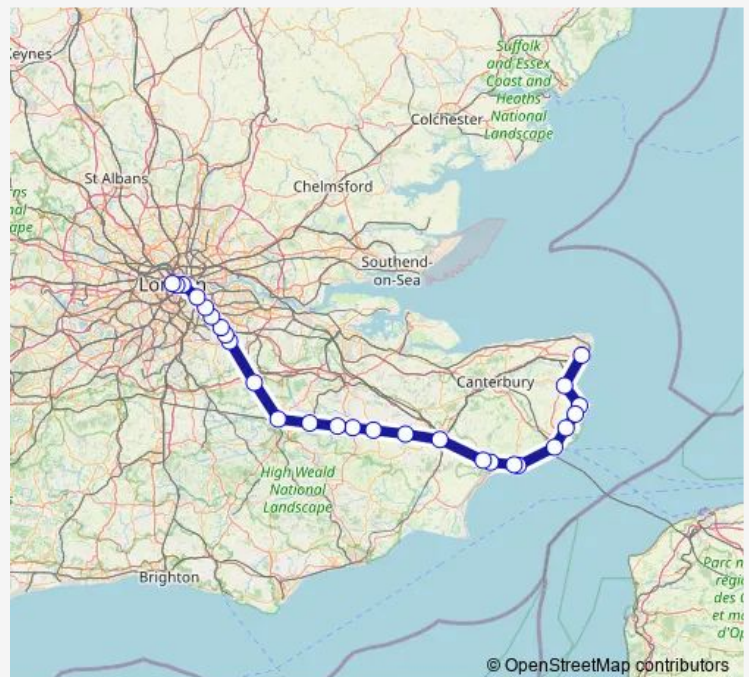 Suffolk
and Essex
Coast and
Heaths
National
Landscape
Colchester
St Albans
Chelmsford
Southend-
on-Sea
Canterbury
High Weald
National
Landscape
Brighton
© OpenStreetMap contributors